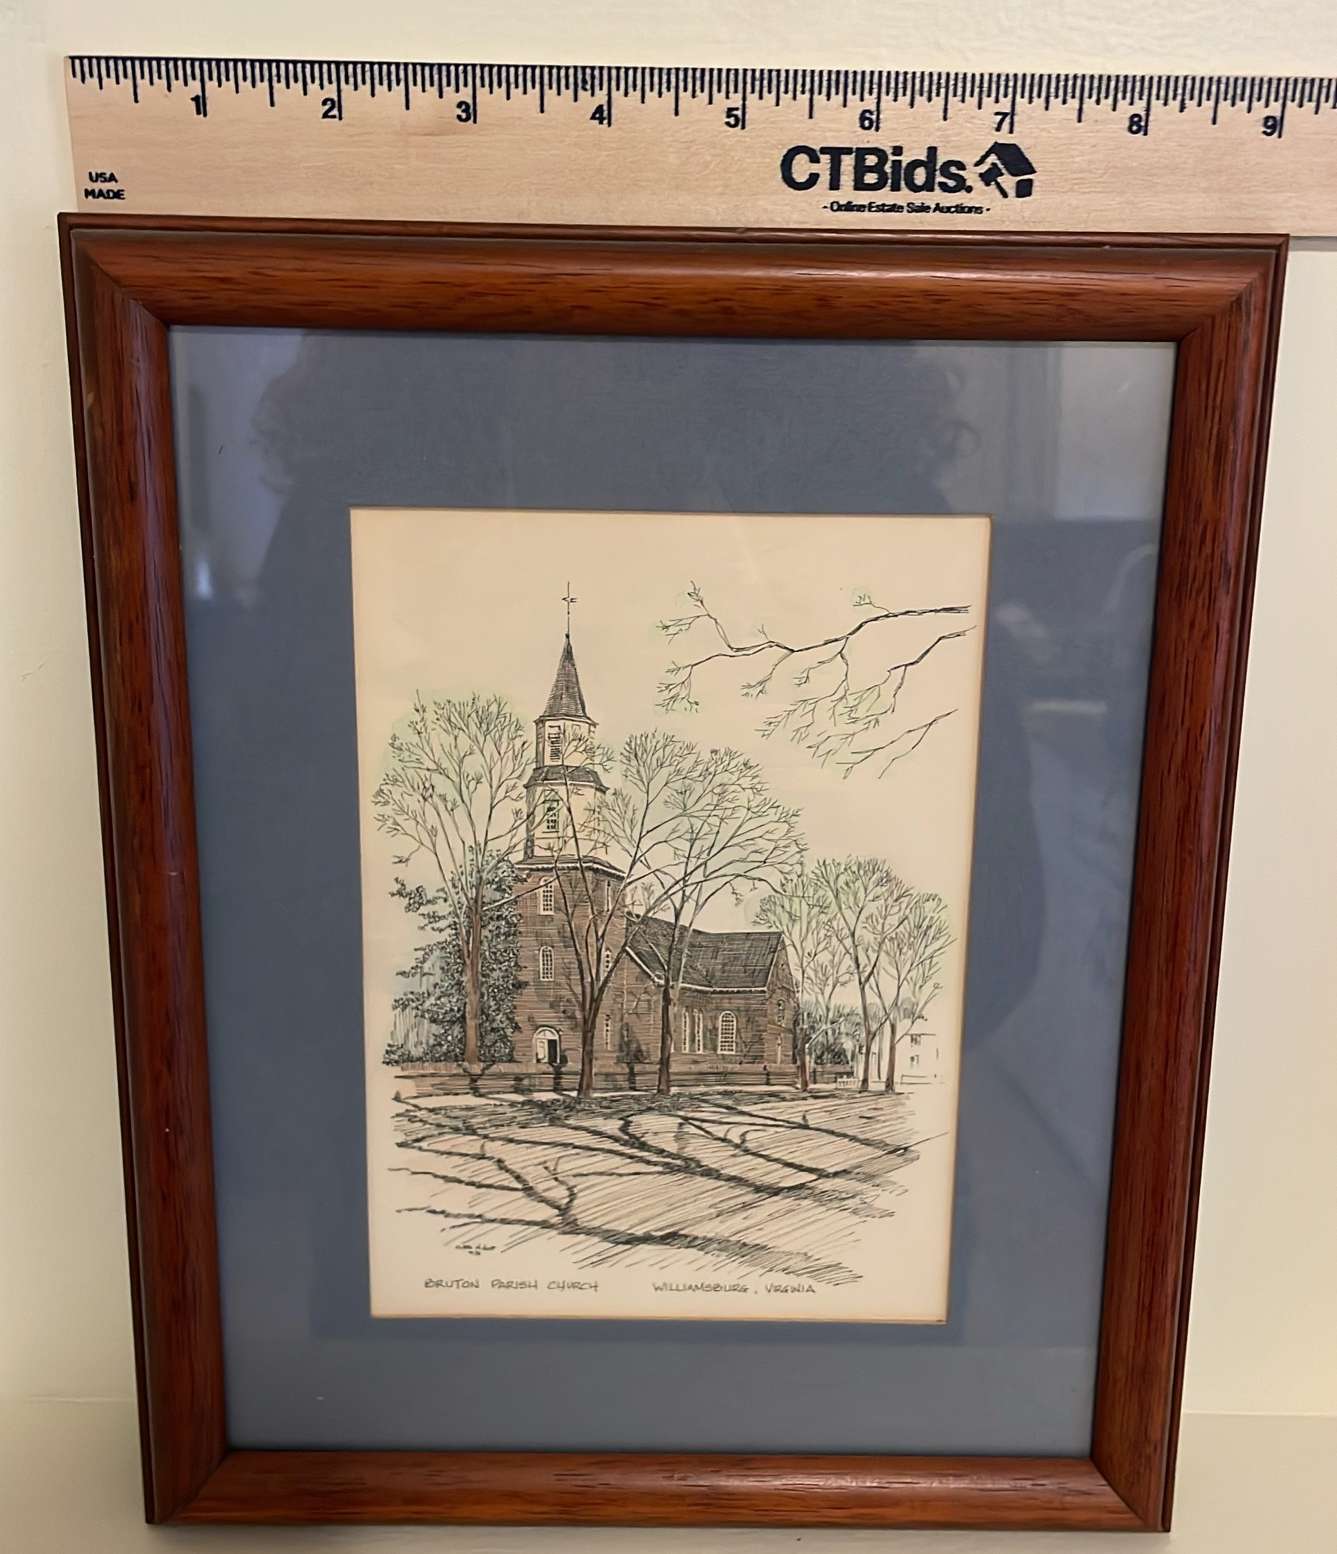 1 2 3 4 5 6 7 8 9
USA
MADE
CTBids.
- Online Estate Sale Auctions -
BRUTON PARISH CHURCH WILLIAMSBURG, VIRGINIA